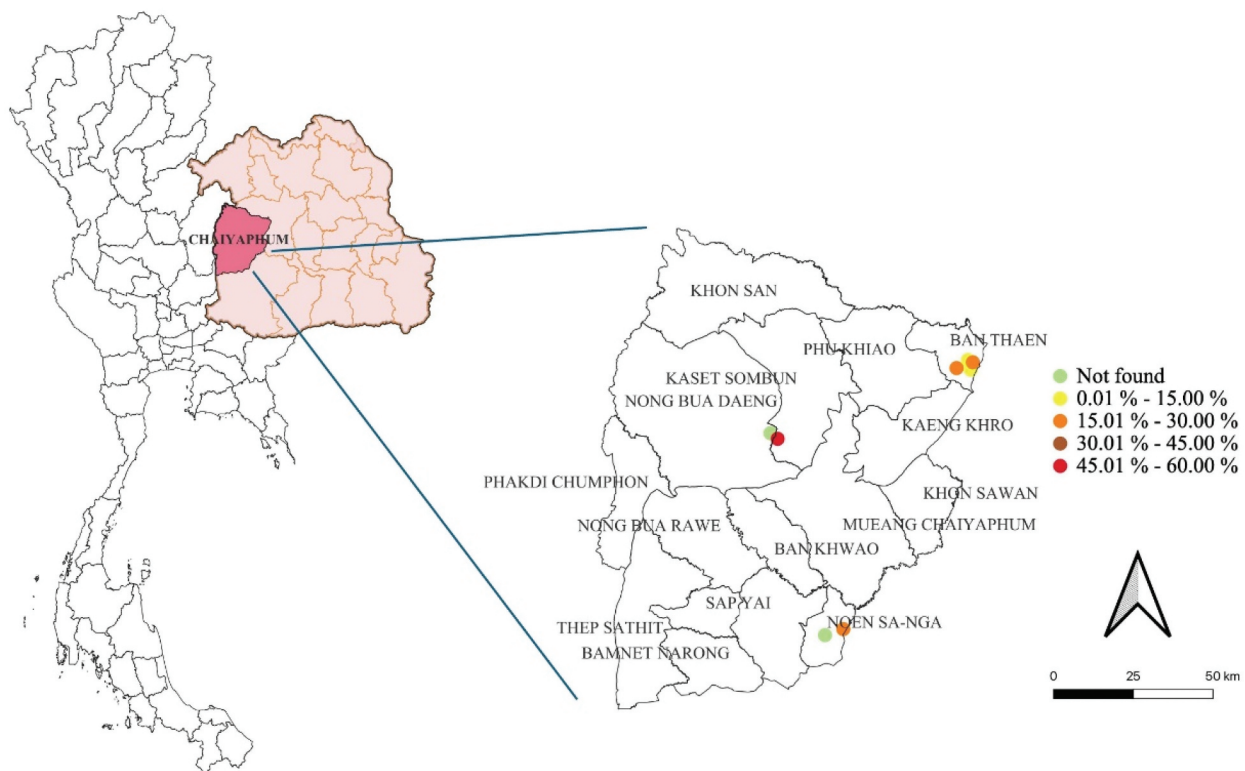 CHAIYAPHUM
KHON SAN
BAN THAEN
PHU KHIAO
KASET SOMBUN
NONG BUA DAENG
KAENG KHRO
PHAKDI CHUMPHON
KHON SAWAN
NONG BUA RAWE
MUEANG CHAIYAPHUM
BAN KHWAO
SAP YAI
NOEN SA-NGA
THEP SATHIT
BAMNET NARONG
Not found
0.01 % - 15.00 %
15.01 % - 30.00 %
30.01 % - 45.00 %
45.01 % - 60.00 %
0 25 50 km